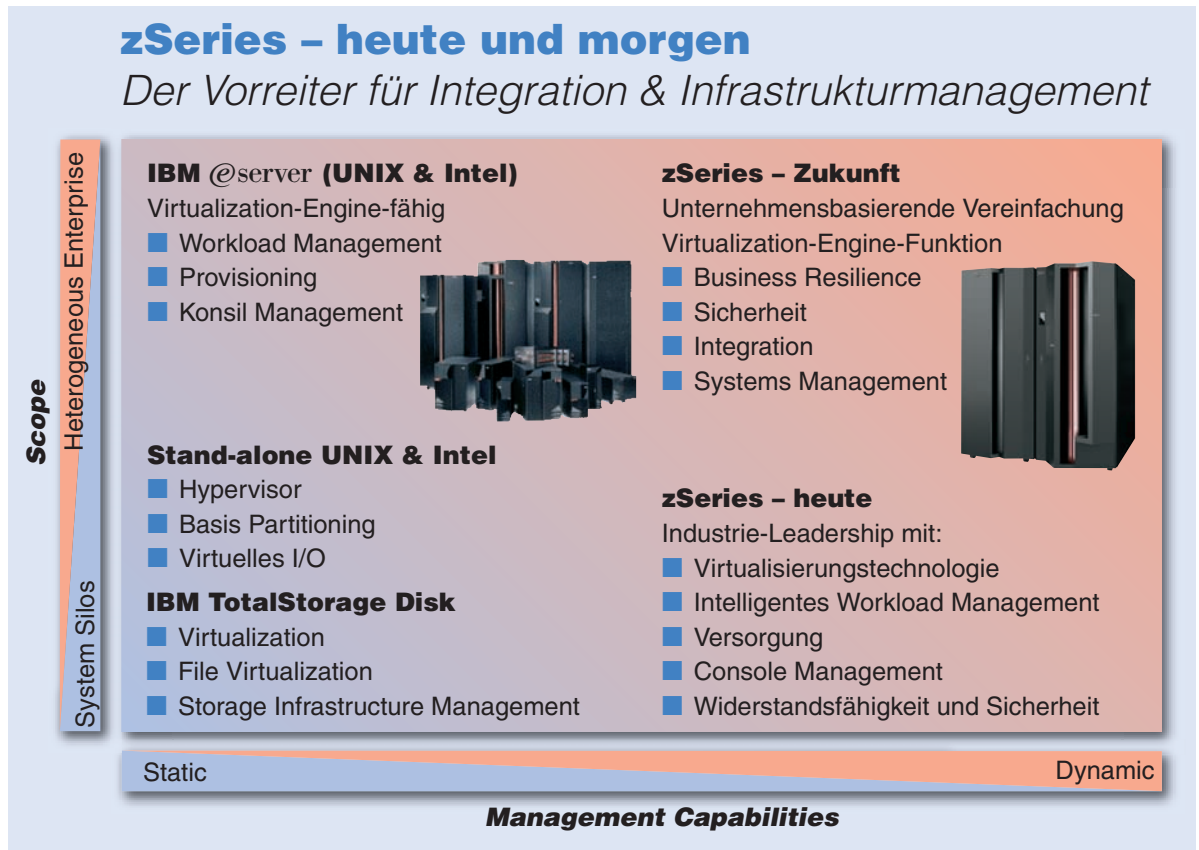 zSeries – heute und morgen
Der Vorreiter für Integration & Infrastrukturmanagement
Scope
Heterogeneous Enterprise
System Silos
IBM eserver (UNIX & Intel)
Virtualization-Engine-fähig
Workload Management
Provisioning
Konsil Management
Stand-alone UNIX & Intel
Hypervisor
Basis Partitioning
Virtuelles I/O
IBM TotalStorage Disk
Virtualization
File Virtualization
Storage Infrastructure Management
zSeries – Zukunft
Unternehmensbasierende Vereinfachung
Virtualization-Engine-Funktion
Business Resilience
Sicherheit
Integration
Systems Management
zSeries – heute
Industrie-Leadership mit:
Virtualisierungstechnologie
Intelligentes Workload Management
Versorgung
Console Management
Widerstandsfähigkeit und Sicherheit
Static
Dynamic
Management Capabilities